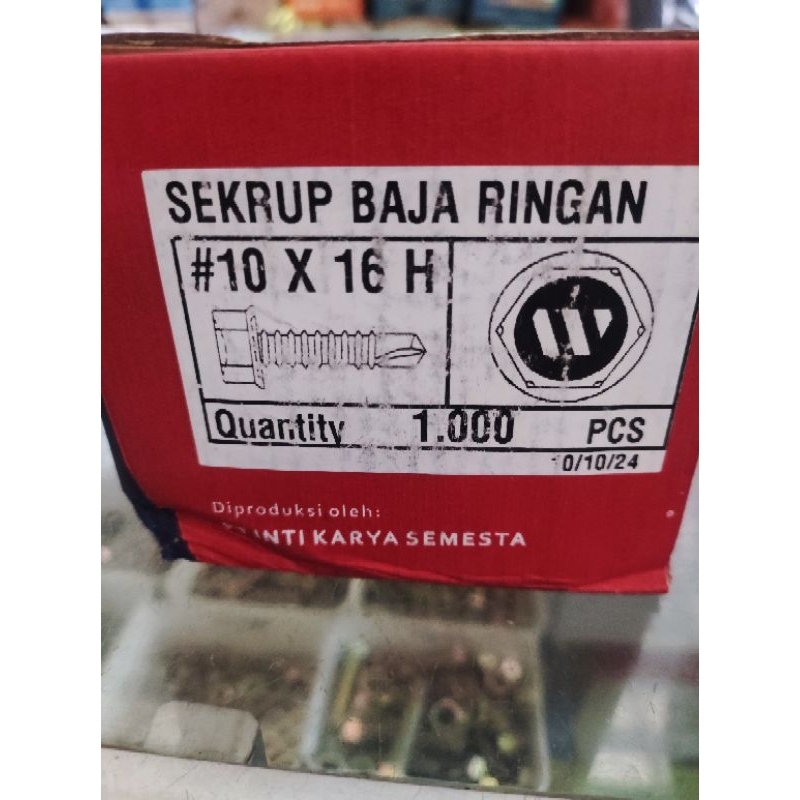 SEKRUP BAJA RINGAN
#10 X 16 H
W
Quantity 1.000 PCS
10/10/24
Diproduksi oleh:
INTI KARYA SEMESTA